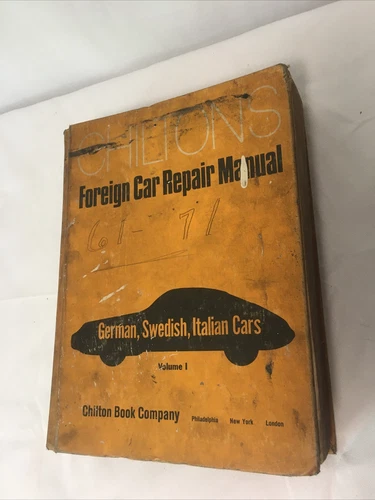 CHILTON'S
Foreign Car Repair Manual
61-71
German, Swedish, Italian Cars
Volume I
Chilton Book Company Philadelphia New York London